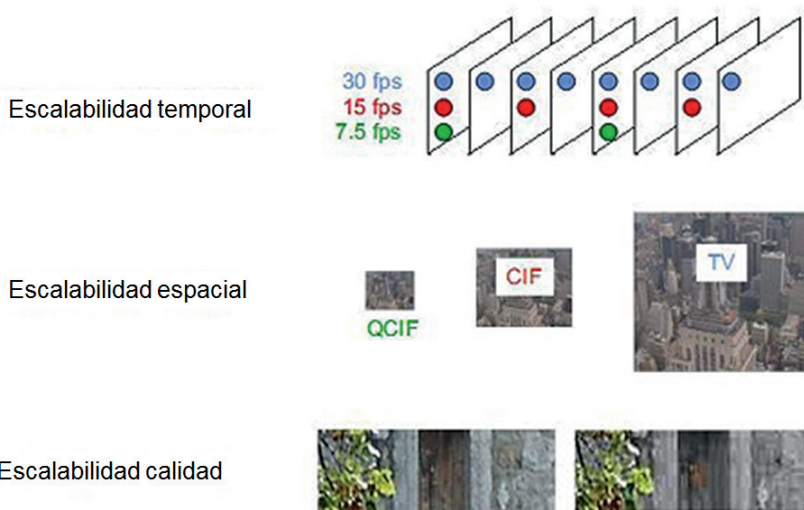 30 fps
Escalabilidad temporal
15 fps
7.5 fps
Escalabilidad espacial
QCIF
CIF
TV
Escalabilidad calidad